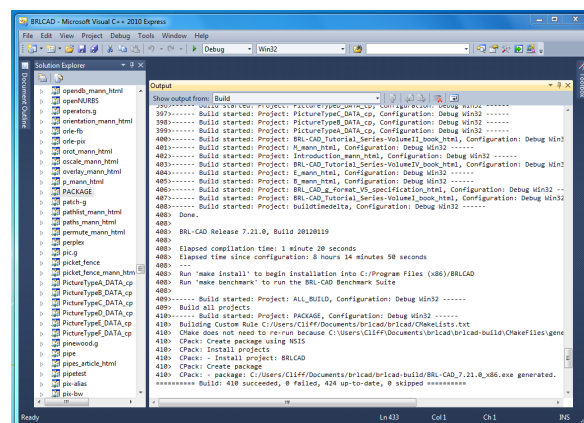 BRLCAD - Microsoft Visual C++ 2010 Express
File Edit View Project Debug Tools Window Help
Debug Win32
Solution Explorer
Document Outline
Toolbox
opendb_mann_html
openNURBS
operators.g
orientation_mann_html
orle-fb
orle-pix
orot_mann_html
oscale_mann_html
overlay_mann_html
p_mann_html
PACKAGE
patch-g
pathlist_mann_html
paths_mann_html
permute_mann_html
perplex
pic.g
picket_fence
picket_fence_mann_htm
PictureTypeA_DATA_cp
PictureTypeB_DATA_cp
PictureTypeC_DATA_cp
PictureTypeD_DATA_cp
PictureTypeE_DATA_cp
PictureTypeF_DATA_cp
pinewood.g
pipe
pipes_article_html
pipetest
pix-alias
pix-bw
Output
Show output from: Build
397>------ Build started: Project: PictureTypeD_DATA_cp, Configuration: Debug Win32 ------
398>------ Build started: Project: PictureTypeB_DATA_cp, Configuration: Debug Win32 ------
399>------ Build started: Project: PictureTypeC_DATA_cp, Configuration: Debug Win32 ------
400>------ Build started: Project: BRL-CAD_Tutorial_Series-VolumeII_book_html, Configuration: Debug Win3
401>------ Build started: Project: M_mann_html, Configuration: Debug Win32 ------
402>------ Build started: Project: Introduction_mann_html, Configuration: Debug Win32 ------
403>------ Build started: Project: BRL-CAD_Tutorial_Series-VolumeIV_book_html, Configuration: Debug Win3
404>------ Build started: Project: E_mann_html, Configuration: Debug Win32 ------
405>------ Build started: Project: B_mann_html, Configuration: Debug Win32 ------
406>------ Build started: Project: BRL_CAD_g_format_V5_specification_html, Configuration: Debug Win32 --
407>------ Build started: Project: BRL-CAD_Tutorial_Series-VolumeI_book_html, Configuration: Debug Win32
408>------ Build started: Project: buildtimedelta, Configuration: Debug Win32 ------
408> Done.
408>
408> BRL-CAD Release 7.21.0, Build 20120119
408>
408> Elapsed compilation time: 1 minute 20 seconds
408> Elapsed time since configuration: 8 hours 14 minutes 50 seconds
408> ---
408> Run 'make install' to begin installation into C:/Program Files (x86)/BRLCAD
408> Run 'make benchmark' to run the BRL-CAD Benchmark Suite
408>
409>------ Build started: Project: ALL_BUILD, Configuration: Debug Win32 ------
409> Build all projects
410>------ Build started: Project: PACKAGE, Configuration: Debug Win32 ------
410> Building Custom Rule C:/Users/Cliff/Documents/brlcad/brlcad/CMakeLists.txt
410> CMake does not need to re-run because C:\Users\Cliff\Documents\brlcad\brlcad-build\CMakeFiles\gene
410> CPack: Create package using NSIS
410> CPack: Install projects
410> CPack: - Install project: BRLCAD
410> CPack: Create package
410> CPack: - package: C:/Users/Cliff/Documents/brlcad/brlcad-build/BRL-CAD_7.21.0_x86.exe generated.
========== Build: 410 succeeded, 0 failed, 424 up-to-date, 0 skipped ==========
Ready Ln 433 Col 1 Ch 1 INS